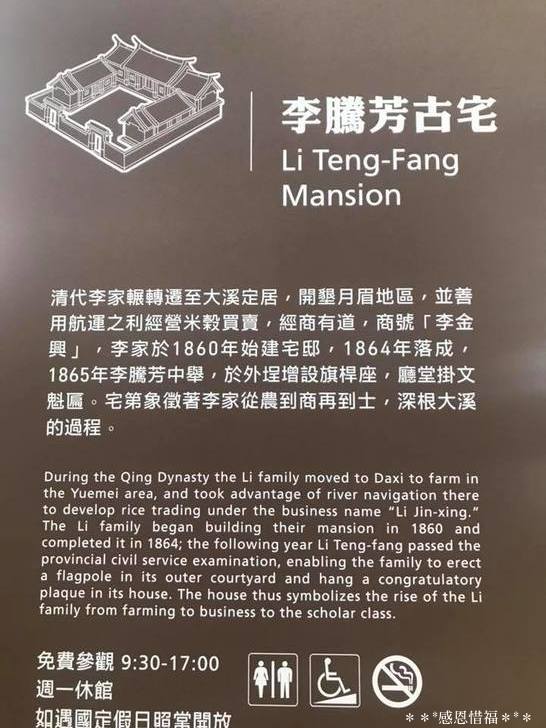 李騰芳古宅
Li Teng-Fang
Mansion
清代李家輾轉遷至大溪定居，開墾月眉地區，並善
用航運之利經營米穀買賣，經商有道，商號「李金
興」，李家於1860年始建宅邸，1864年落成，
1865年李騰芳中舉，於外埕增設旗桿座，廳堂掛文
魁匾。宅第象徵著李家從農到商再到士，深根大溪
的過程。
During the Qing Dynasty the Li family moved to Daxi to farm in
the Yuemei area, and took advantage of river navigation there
to develop rice trading under the business name “Li Jin-xing.”
The Li family began building their mansion in 1860 and
completed it in 1864; the following year Li Teng-fang passed the
provincial civil service examination, enabling the family to erect
a flagpole in its outer courtyard and hang a congratulatory
plaque in its house. The house thus symbolizes the rise of the Li
family from farming to business to the scholar class.
免費參觀 9:30-17:00
週一休館
如遇國定假日照常開放
＊＊*感恩惜福＊*＊